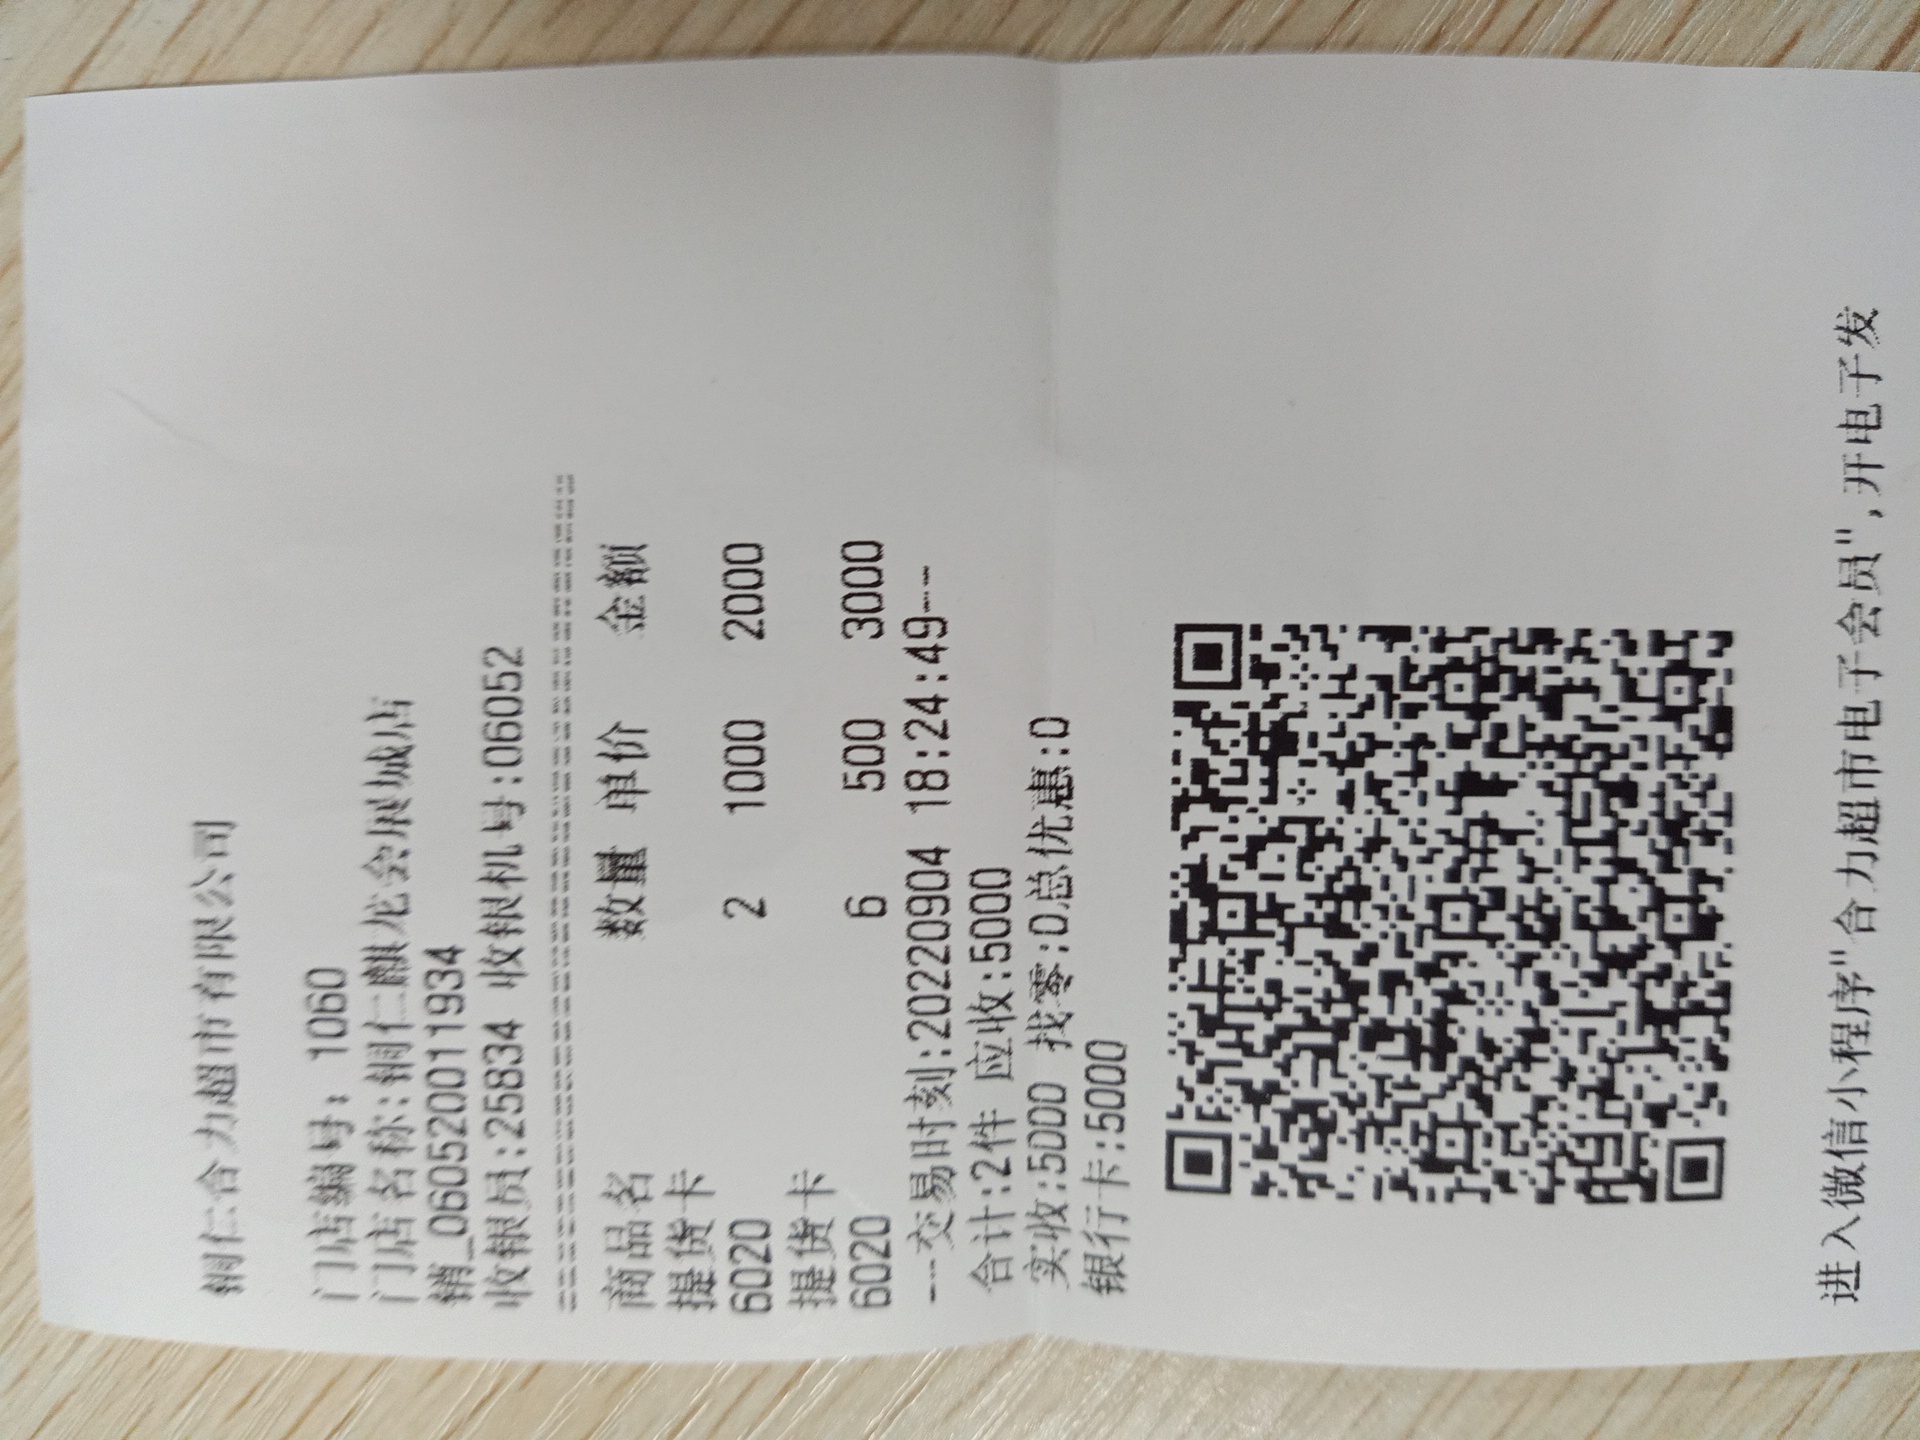 铜仁合力超市有限公司
门店编号: 1060
门店名称:铜仁麒龙会展城店
销_0605520011934
收银员:25834 收银机号:06052
商品名 数量 单价 金额
提货卡
6020 2 1000 2000
提货卡
6020 6 500 3000
---交易时刻:20220904 18:24:49---
合计:2件 应收:5000
实收:5000 找零:0总优惠:0
银行卡:5000
进入微信小程序"合力超市电子会员",开电子发